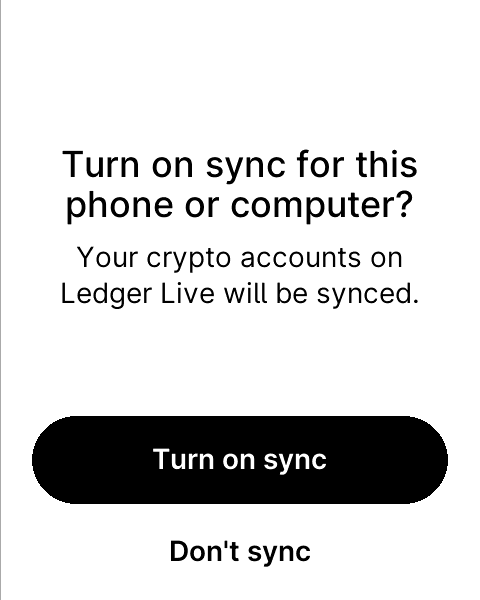 Turn on sync for this
phone or computer?
Your crypto accounts on
Ledger Live will be synced.
Turn on sync
Don't sync